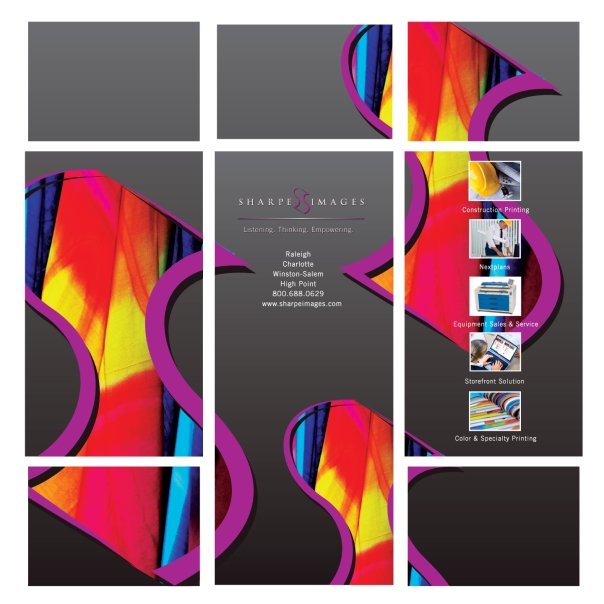 SHARPE IMAGES
Listening. Thinking. Empowering.
Raleigh
Charlotte
Winston-Salem
High Point
800.688.0629
www.sharpeimages.com
Construction Printing
Nextplans
Equipment Sales & Service
Storefront Solution
Color & Specialty Printing